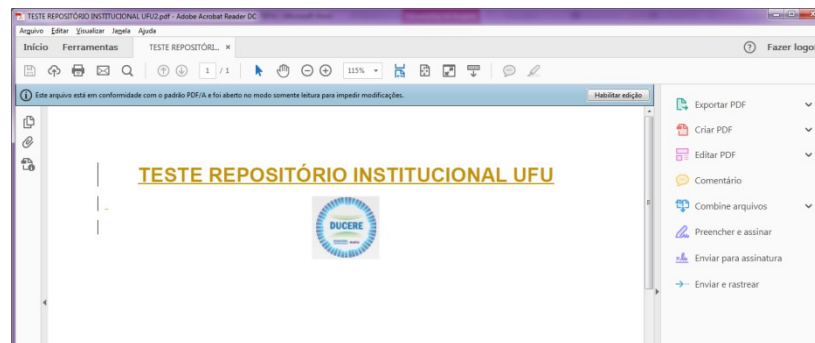 TESTE REPOSITÓRIO INSTITUCIONAL UFU2.pdf - Adobe Acrobat Reader DC
Arquivo Editar Visualizar Janela Ajuda
Início Ferramentas TESTE REPOSITÓRI... × Fazer logon
1 / 1 115%
Este arquivo está em conformidade com o padrão PDF/A e foi aberto no modo somente leitura para impedir modificações. Habilitar edição
Exportar PDF
Criar PDF
Editar PDF
Comentário
Combine arquivos
Preencher e assinar
Enviar para assinatura
Enviar e rastrear
TESTE REPOSITÓRIO INSTITUCIONAL UFU
DUCERE